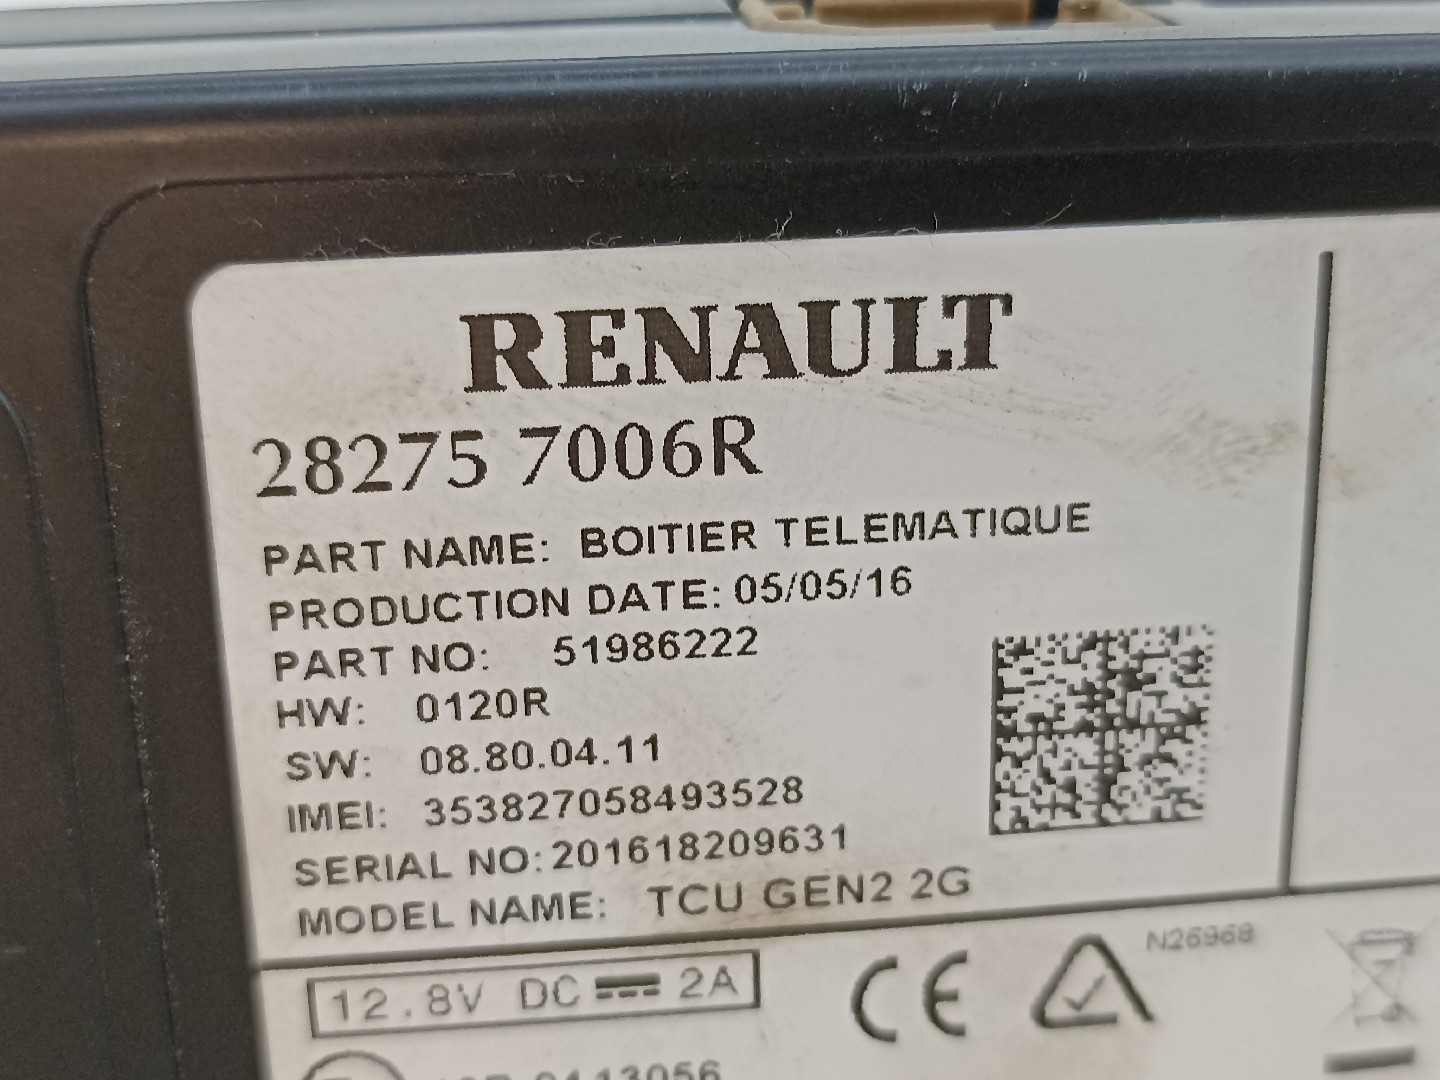 RENAULT
28275 7006R
PART NAME: BOITIER TELEMATIQUE
PRODUCTION DATE: 05/05/16
PART NO: 51986222
HW: 0120R
SW: 08.80.04.11
IMEI: 353827058493528
SERIAL NO: 201618209631
MODEL NAME: TCU GEN2 2G
12.8V DC 2A
CE
N26968